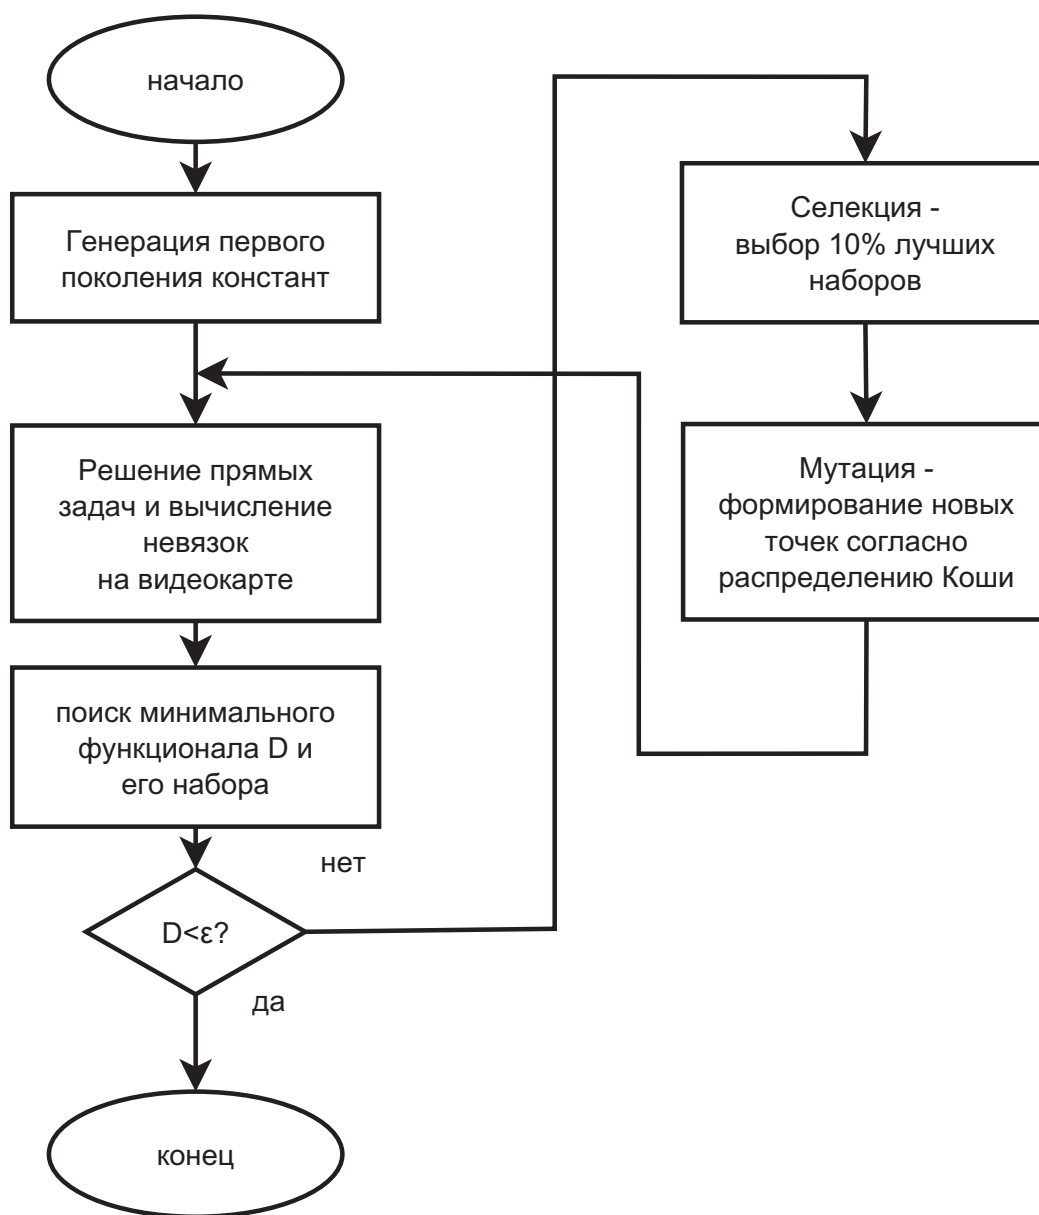 начало
Генерация первого
поколения констант
Решение прямых
задач и вычисление
невязок
на видеокарте
поиск минимального
функционала D и
его набора
нет
D<ε?
да
конец
Селекция -
выбор 10% лучших
наборов
Мутация -
формирование новых
точек согласно
распределению Коши